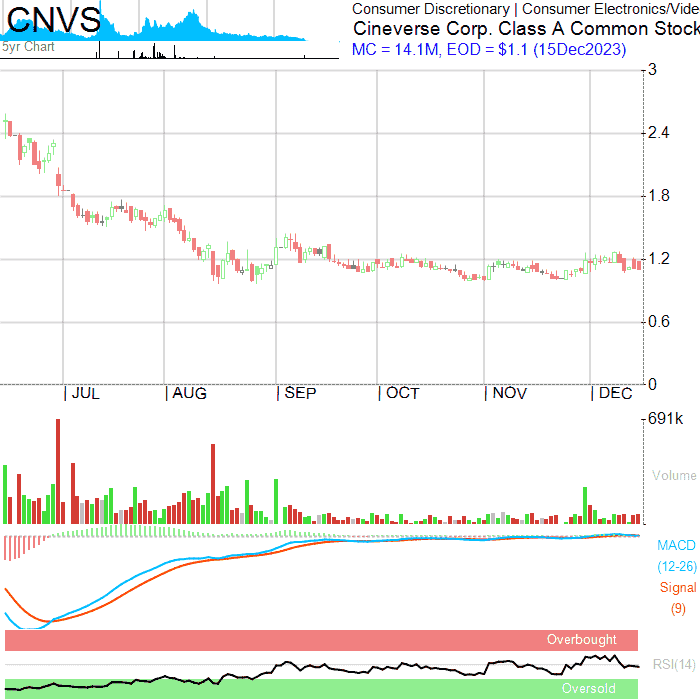 CNVS
5yr Chart
Consumer Discretionary | Consumer Electronics/Vide
Cineverse Corp. Class A Common Stock
MC = 14.1M, EOD = $1.1 (15Dec2023)
3
2.4
1.8
1.2
0.6
0
| JUL | AUG | SEP | OCT | NOV | DEC
691k
Volume
MACD
(12-26)
Signal
(9)
Overbought
RSI(14)
Oversold